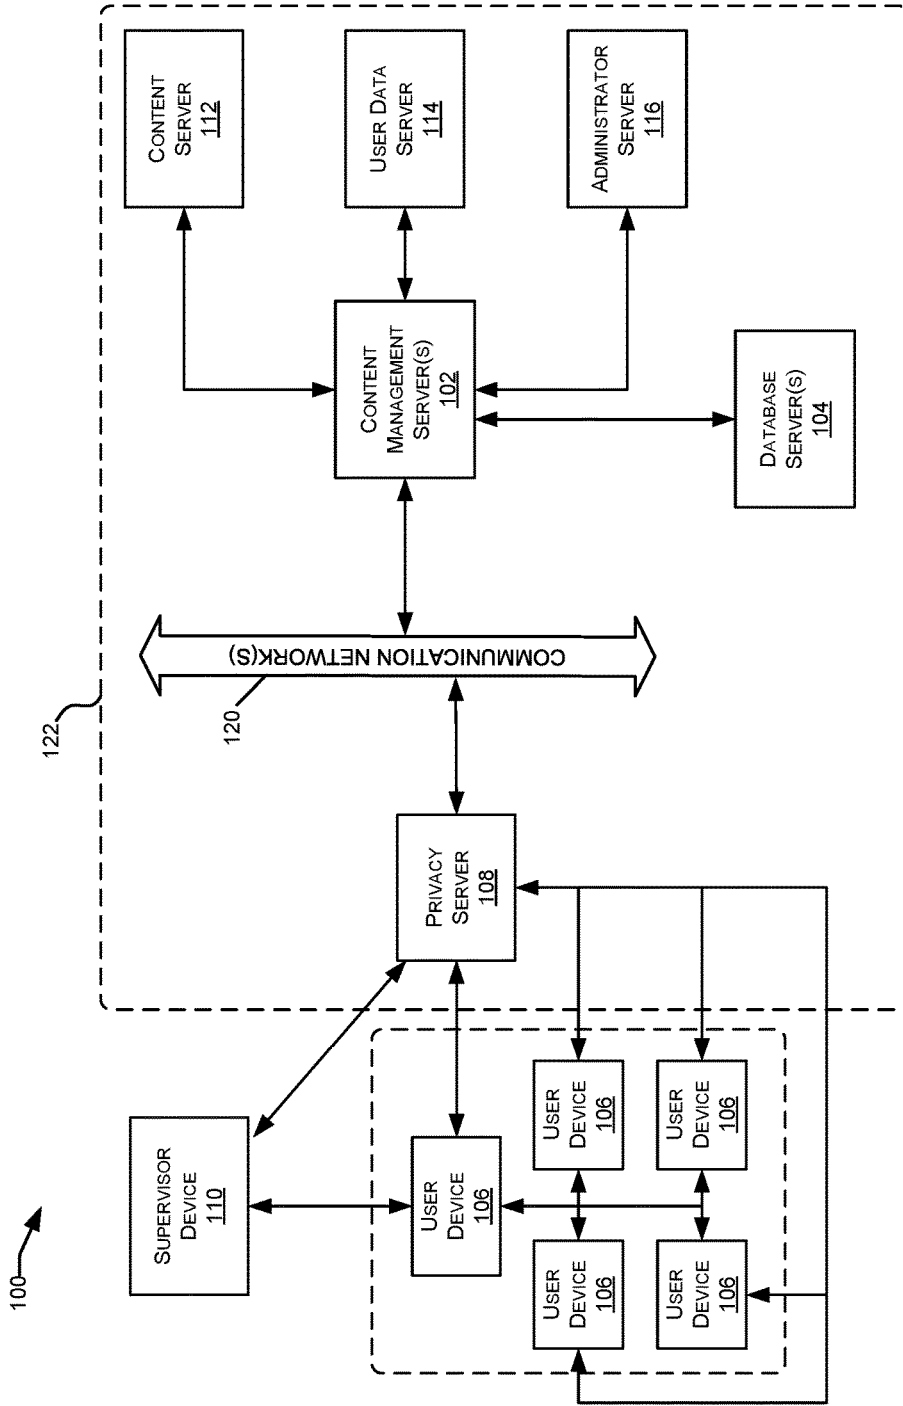 100
SUPERVISOR
DEVICE
110
USER
DEVICE
106
USER
DEVICE
106
USER
DEVICE
106
USER
DEVICE
106
USER
DEVICE
106
PRIVACY
SERVER
108
122
120
COMMUNICATION NETWORK(S)
CONTENT
MANAGEMENT
SERVER(S)
102
DATABASE
SERVER(S)
104
CONTENT
SERVER
112
USER DATA
SERVER
114
ADMINISTRATOR
SERVER
116